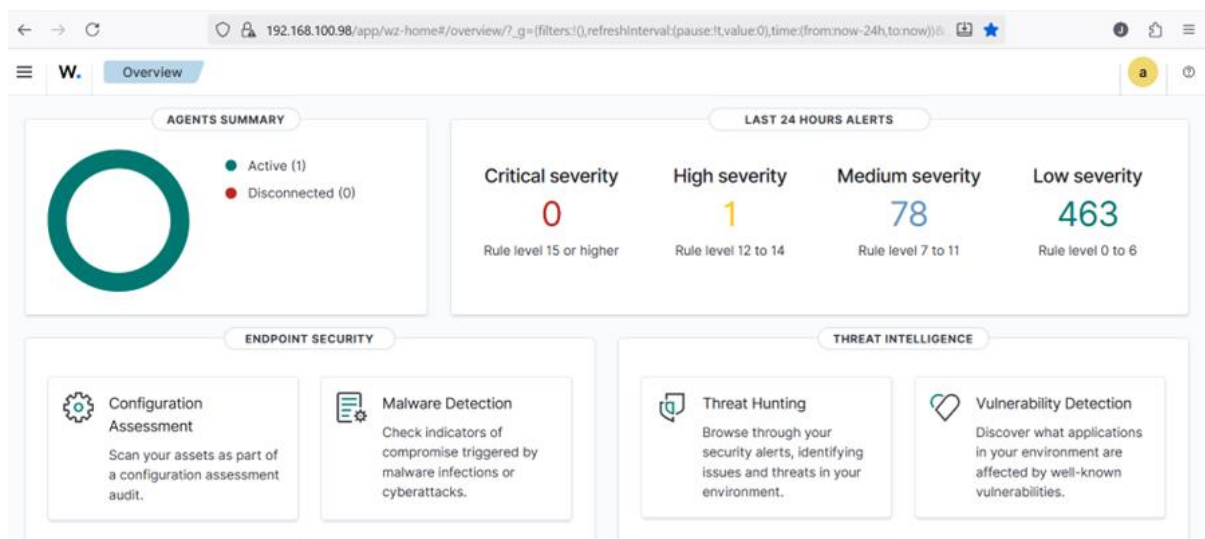 192.168.100.98/app/wz-home#/overview/?_g=(filters:!(),refreshInterval:(pause:!t,value:0),time:(from:now-24h,to:now))&
W. Overview a
AGENTS SUMMARY
Active (1)
Disconnected (0)
LAST 24 HOURS ALERTS
Critical severity
0
Rule level 15 or higher
High severity
1
Rule level 12 to 14
Medium severity
78
Rule level 7 to 11
Low severity
463
Rule level 0 to 6
ENDPOINT SECURITY
Configuration
Assessment
Scan your assets as part of
a configuration assessment
audit.
Malware Detection
Check indicators of
compromise triggered by
malware infections or
cyberattacks.
THREAT INTELLIGENCE
Threat Hunting
Browse through your
security alerts, identifying
issues and threats in your
environment.
Vulnerability Detection
Discover what applications
in your environment are
affected by well-known
vulnerabilities.